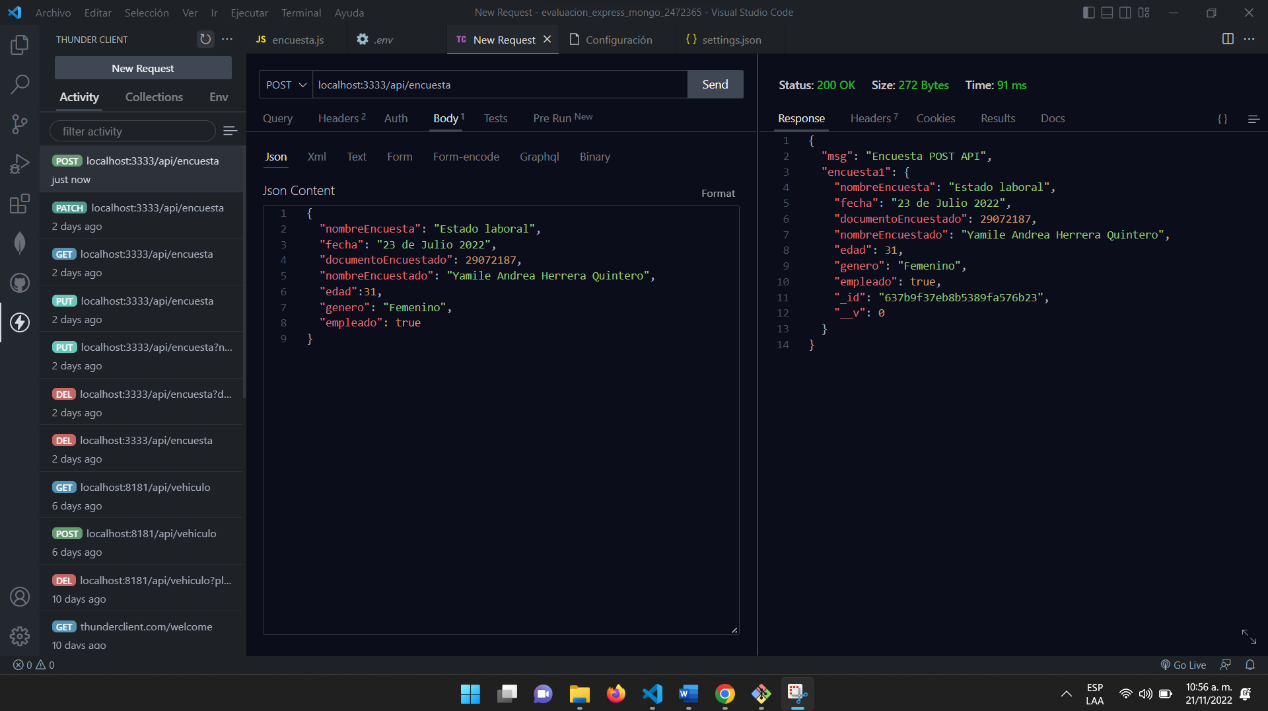 Archivo Editar Selección Ver Ir Ejecutar Terminal Ayuda
New Request - evaluacion_express_mongo_2472365 - Visual Studio Code
THUNDER CLIENT
New Request
Activity Collections Env
filter activity
POST localhost:3333/api/encuesta
just now
PATCH localhost:3333/api/encuesta
2 days ago
GET localhost:3333/api/encuesta
2 days ago
PUT localhost:3333/api/encuesta
2 days ago
PUT localhost:3333/api/encuesta?n...
2 days ago
DEL localhost:3333/api/encuesta?d...
2 days ago
DEL localhost:3333/api/encuesta
2 days ago
GET localhost:8181/api/vehiculo
6 days ago
POST localhost:8181/api/vehiculo
6 days ago
DEL localhost:8181/api/vehiculo?pl...
10 days ago
GET thunderclient.com/welcome
10 days ago
JS encuesta.js .env TC New Request Configuración {} settings.json
POST localhost:3333/api/encuesta Send
Query Headers 2 Auth Body 1 Tests Pre Run New
Json Xml Text Form Form-encode Graphql Binary
Json Content
Format
1 {
2 "nombreEncuesta": "Estado laboral",
3 "fecha": "23 de Julio 2022",
4 "documentoEncuestado": 29072187,
5 "nombreEncuestado": "Yamile Andrea Herrera Quintero",
6 "edad":31,
7 "genero": "Femenino",
8 "empleado": true
9 }
Status: 200 OK Size: 272 Bytes Time: 91 ms
Response Headers 7 Cookies Results Docs {}
1 {
2 "msg": "Encuesta POST API",
3 "encuesta1": {
4 "nombreEncuesta": "Estado laboral",
5 "fecha": "23 de Julio 2022",
6 "documentoEncuestado": 29072187,
7 "nombreEncuestado": "Yamile Andrea Herrera Quintero",
8 "edad": 31,
9 "genero": "Femenino",
10 "empleado": true,
11 "_id": "637b9f37eb8b5389fa576b23",
12 "__v": 0
13 }
14 }
0 0
Go Live
ESP
LAA
10:56 a. m.
21/11/2022